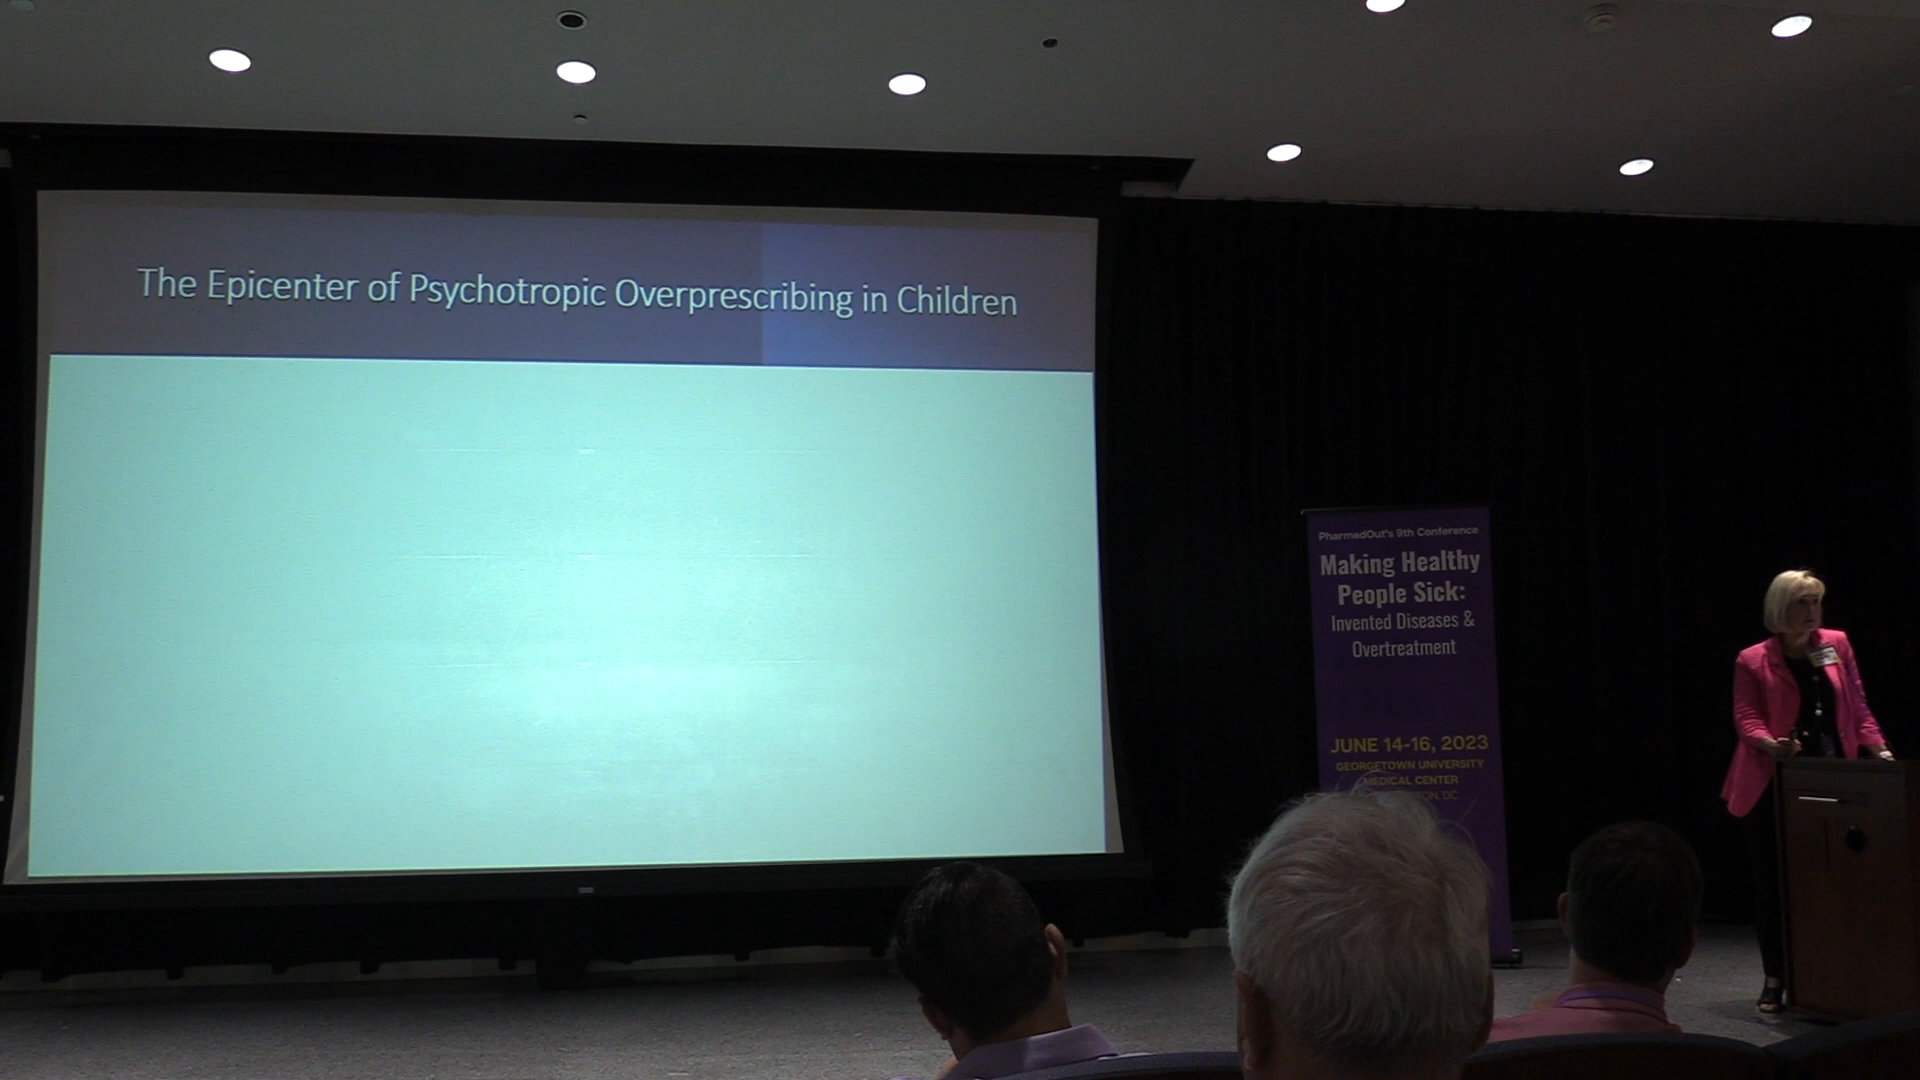 The Epicenter of Psychotropic Overprescribing in Children
PharmedOut's 9th Conference
Making Healthy
People Sick:
Invented Diseases &
Overtreatment
JUNE 14-16, 2023
GEORGETOWN UNIVERSITY
MEDICAL CENTER
DC